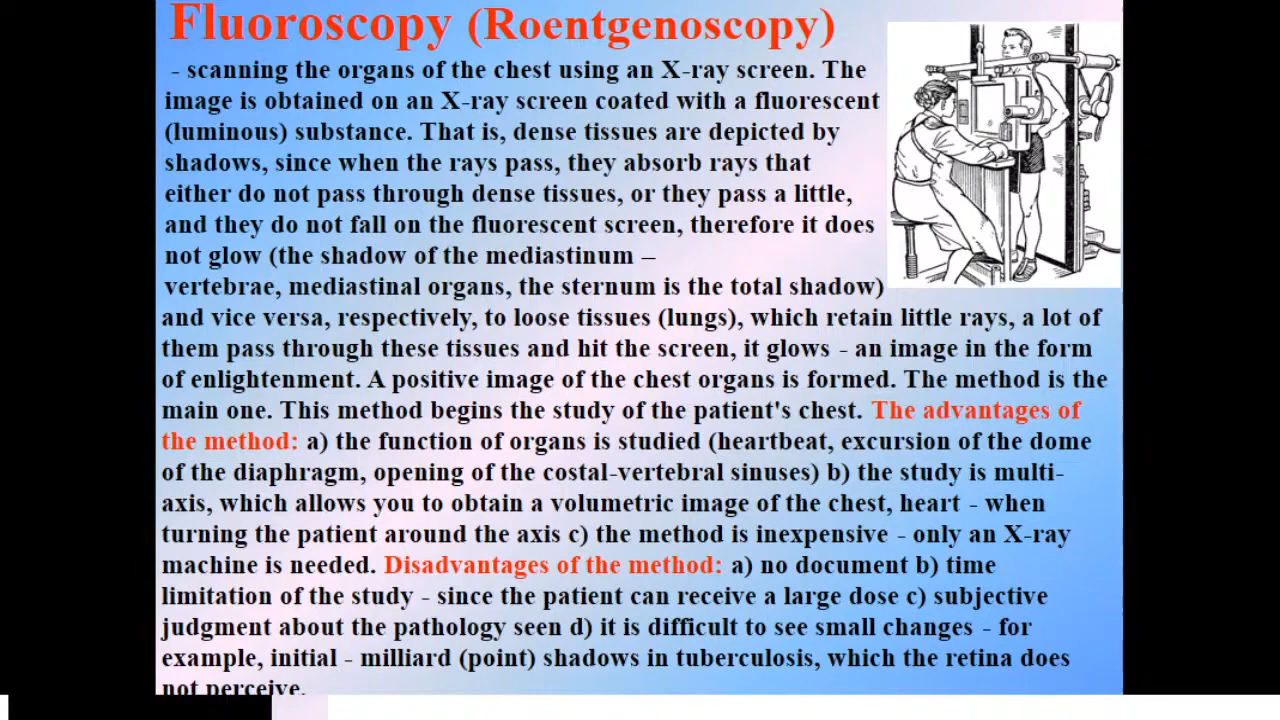 Fluoroscopy (Roentgenoscopy)
- scanning the organs of the chest using an X-ray screen. The
image is obtained on an X-ray screen coated with a fluorescent
(luminous) substance. That is, dense tissues are depicted by
shadows, since when the rays pass, they absorb rays that
either do not pass through dense tissues, or they pass a little,
and they do not fall on the fluorescent screen, therefore it does
not glow (the shadow of the mediastinum –
vertebrae, mediastinal organs, the sternum is the total shadow)
and vice versa, respectively, to loose tissues (lungs), which retain little rays, a lot of
them pass through these tissues and hit the screen, it glows - an image in the form
of enlightenment. A positive image of the chest organs is formed. The method is the
main one. This method begins the study of the patient's chest. The advantages of
the method: a) the function of organs is studied (heartbeat, excursion of the dome
of the diaphragm, opening of the costal-vertebral sinuses) b) the study is multi-
axis, which allows you to obtain a volumetric image of the chest, heart - when
turning the patient around the axis c) the method is inexpensive - only an X-ray
machine is needed. Disadvantages of the method: a) no document b) time
limitation of the study - since the patient can receive a large dose c) subjective
judgment about the pathology seen d) it is difficult to see small changes - for
example, initial - milliard (point) shadows in tuberculosis, which the retina does
not perceive.